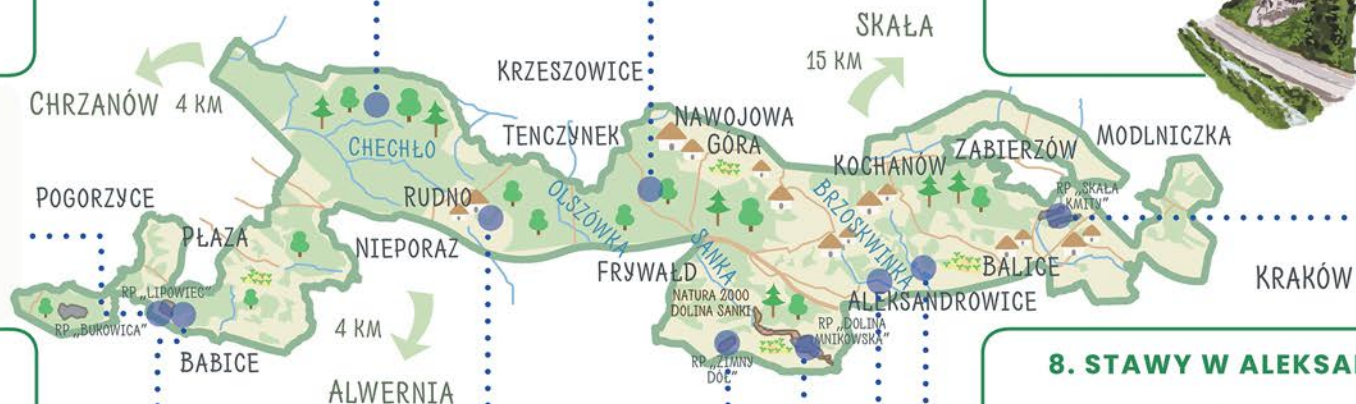 SKAŁA
15 KM
KRZESZOWICE
CHRZANÓW 4 KM
NAWOJOWA
GÓRA
TENCZYNEK
MODLNICZKA
ZABIERZÓW
KOCHANÓW
CHECHŁO
POGORZYCE
RUDNO
OLSZÓWKA
BRZOSKWINKA
RP „SKAŁA
KMITY"
PŁAZA
NIEPORAZ
SANKA
FRYWAŁD
BALICE
KRAKÓW
RP „LIPOWIEC"
NATURA 2000
DOLINA SANKI
ALEKSANDROWICE
RP „BUKOWICA"
4 KM
RP „DOLINA
MNIKOWSKA"
BABICE
RP „ZIMNY
DÓŁ"
ALWERNIA
8. STAWY W ALEKSA